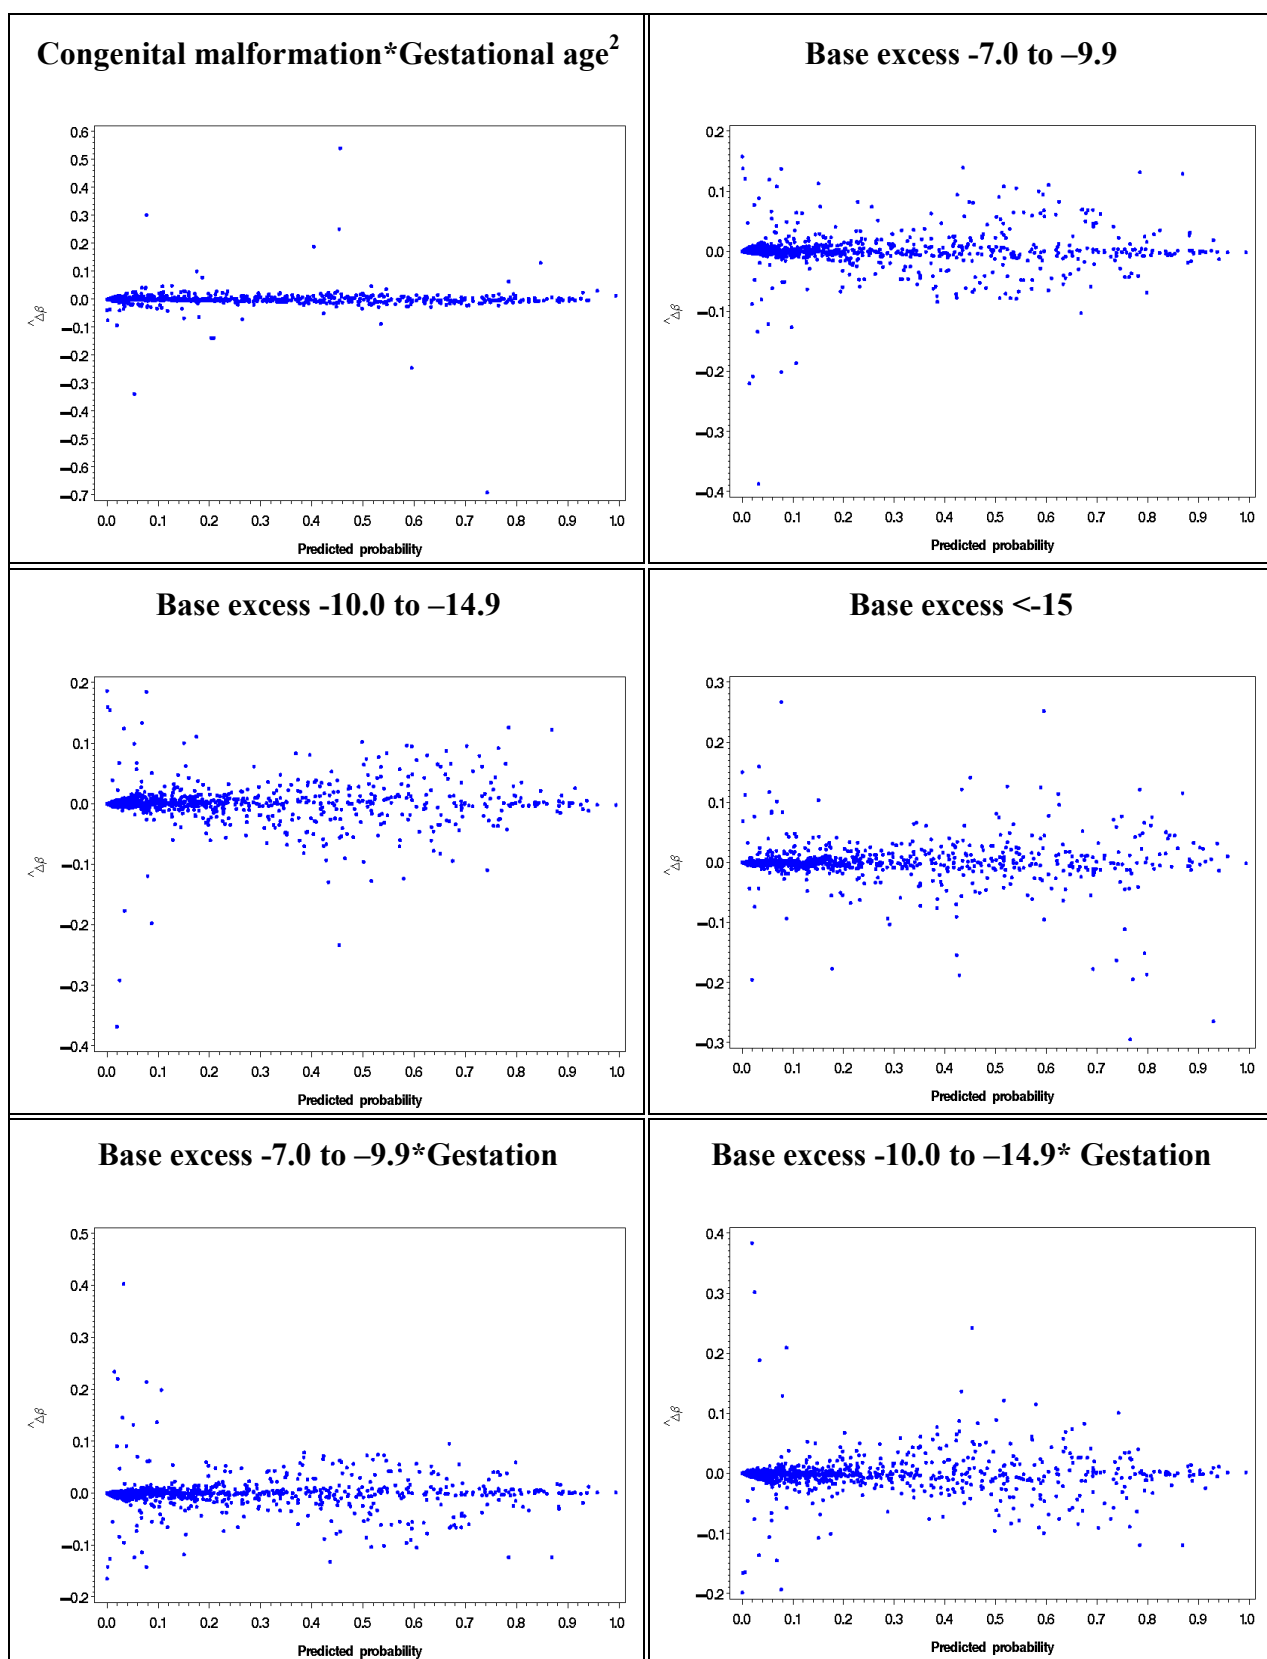 Congenital malformation*Gestational age²
0.6
0.5
0.4
0.3
0.2
0.1
0.0
−0.1
−0.2
−0.3
−0.4
−0.5
−0.6
−0.7
^Δβ
0.0 0.1 0.2 0.3 0.4 0.5 0.6 0.7 0.8 0.9 1.0
Predicted probability
Base excess -7.0 to –9.9
0.2
0.1
0.0
−0.1
−0.2
−0.3
−0.4
^Δβ
0.0 0.1 0.2 0.3 0.4 0.5 0.6 0.7 0.8 0.9 1.0
Predicted probability
Base excess -10.0 to –14.9
0.2
0.1
0.0
−0.1
−0.2
−0.3
−0.4
^Δβ
0.0 0.1 0.2 0.3 0.4 0.5 0.6 0.7 0.8 0.9 1.0
Predicted probability
Base excess <-15
0.3
0.2
0.1
0.0
−0.1
−0.2
−0.3
^Δβ
0.0 0.1 0.2 0.3 0.4 0.5 0.6 0.7 0.8 0.9 1.0
Predicted probability
Base excess -7.0 to –9.9*Gestation
0.5
0.4
0.3
0.2
0.1
0.0
−0.1
−0.2
^Δβ
0.0 0.1 0.2 0.3 0.4 0.5 0.6 0.7 0.8 0.9 1.0
Predicted probability
Base excess -10.0 to –14.9* Gestation
0.4
0.3
0.2
0.1
0.0
−0.1
−0.2
^Δβ
0.0 0.1 0.2 0.3 0.4 0.5 0.6 0.7 0.8 0.9 1.0
Predicted probability